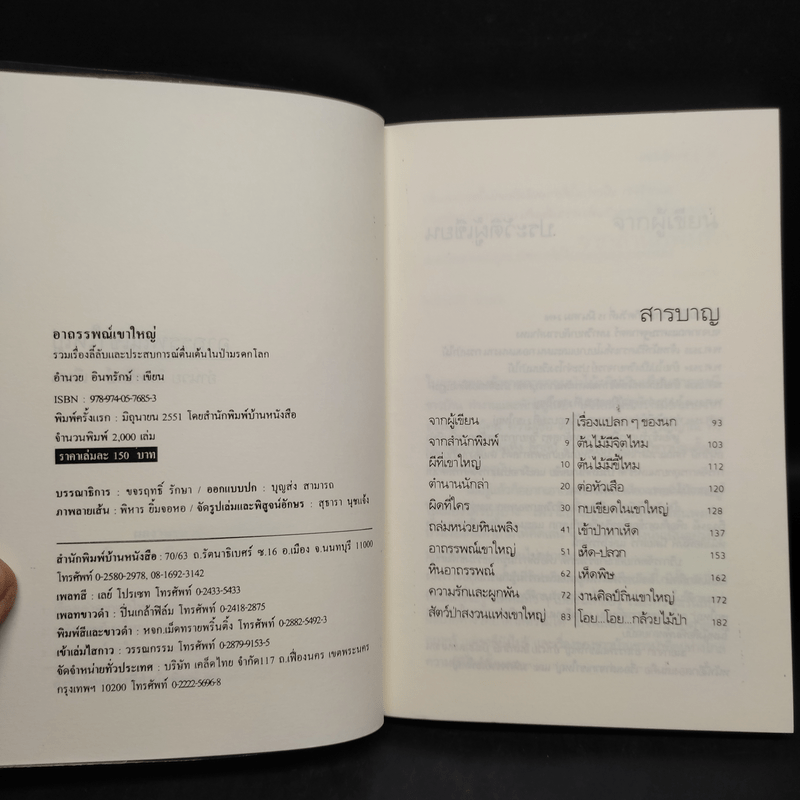 อาถรรพณ์เขาใหญ่
รวมเรื่องลี้ลับและประสบการณ์ตื่นเต้นในป่ามรดกโลก
อำนวย อินทรักษ์ : เขียน
ISBN : 978-974-05-7685-3
พิมพ์ครั้งแรก : มิถุนายน 2551 โดยสำนักพิมพ์บ้านหนังสือ
จำนวนพิมพ์ 2,000 เล่ม
ราคาเล่มละ 150 บาท
บรรณาธิการ : ขจรฤทธิ์ รักษา / ออกแบบปก : บุญส่ง สามารถ
ภาพลายเส้น : พิหาร ยิ้มจอหอ / จัดรูปเล่มและพิสูจน์อักษร : สุธารา นุชแจ้ง
สำนักพิมพ์บ้านหนังสือ : 70/63 ถ.รัตนาธิเบศร์ ซ.16 อ.เมือง จ.นนทบุรี 11000
โทรศัพท์ 0-2580-2978, 08-1692-3142
เพลทสี : เลย์ โปรเซท โทรศัพท์ 0-2433-5433
เพลทขาวดำ : ปิ่นเกล้าฟิล์ม โทรศัพท์ 0-2418-2875
พิมพ์สีและขาวดำ : หจก.เม็ดทรายพริ้นติ้ง โทรศัพท์ 0-2882-5492-3
เข้าเล่มไสกาว : วรรณกรรม โทรศัพท์ 0-2879-9153-5
จัดจำหน่ายทั่วประเทศ : บริษัท เคล็ดไทย จำกัด117 ถ.เฟื่องนคร เขตพระนคร
กรุงเทพฯ 10200 โทรศัพท์ 0-2222-5696-8
สารบาญ
จากผู้เขียน 7
จากสำนักพิมพ์ 9
ผีที่เขาใหญ่ 10
ตำนานนักล่า 20
ผิดที่ใคร 30
ถล่มหน่วยหินเพลิง 41
อาถรรพณ์เขาใหญ่ 51
หินอาถรรพณ์ 62
ความรักและผูกพัน 72
สัตว์ป่าสงวนแห่งเขาใหญ่ 83
เรื่องแปลก ๆ ของนก 93
ต้นไม้มีจิตไหม 103
ต้นไม้มีขี้ไหม 112
ต่อหัวเสือ 120
กบเขียดในเขาใหญ่ 128
เข้าป่าหาเห็ด 137
เห็ด-ปลวก 153
เห็ดพิษ 162
งานศิลป์ถิ่นเขาใหญ่ 172
โอย...โอย...กล้วยไม้ป่า 182